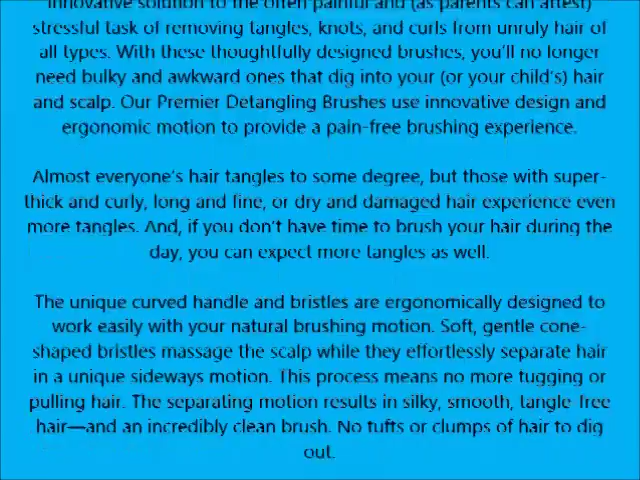 innovative solution to the often painful and (as parents can attest)
stressful task of removing tangles, knots, and curls from unruly hair of
all types. With these thoughtfully designed brushes, you'll no longer
need bulky and awkward ones that dig into your (or your child's) hair
and scalp. Our Premier Detangling Brushes use innovative design and
ergonomic motion to provide a pain-free brushing experience.
Almost everyone's hair tangles to some degree, but those with super-
thick and curly, long and fine, or dry and damaged hair experience even
more tangles. And, if you don't have time to brush your hair during the
day, you can expect more tangles as well.
The unique curved handle and bristles are ergonomically designed to
work easily with your natural brushing motion. Soft, gentle cone-
shaped bristles massage the scalp while they effortlessly separate hair
in a unique sideways motion. This process means no more tugging or
pulling hair. The separating motion results in silky, smooth, tangle-free
hair—and an incredibly clean brush. No tufts or clumps of hair to dig
out.